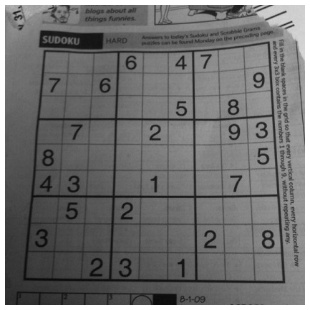 blogs about all
things funnies.
SUDOKU HARD
Answers to today's Sudoku and Scribble Grams
puzzles can be found Monday on the preceding page.
6 4 7
7 6 9
5 8
7 2 9 3
8 5
4 3 1 7
5 2
3 2 8
2 3 1
Fill in the blank spaces in the grid so that every vertical column, every horizontal row
and every 3x3 box contains the numbers 1 through 9, without repeating any.
8-1-09